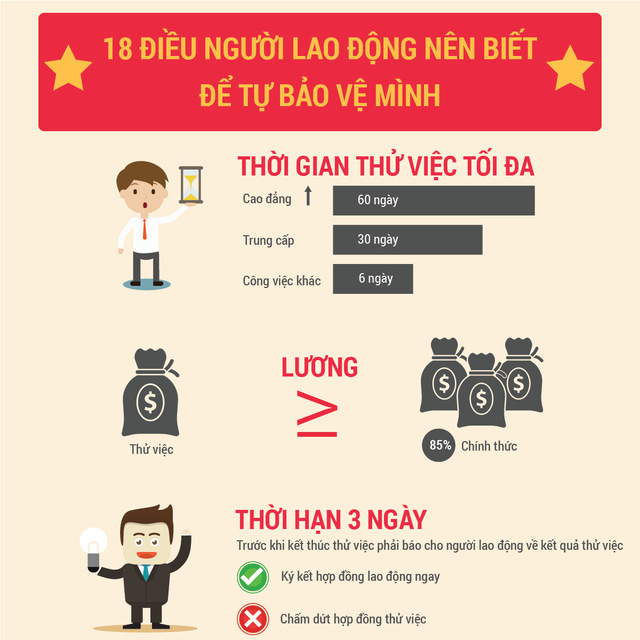 18 ĐIỀU NGƯỜI LAO ĐỘNG NÊN BIẾT
ĐỂ TỰ BẢO VỆ MÌNH
THỜI GIAN THỬ VIỆC TỐI ĐA
Cao đẳng
60 ngày
Trung cấp
30 ngày
Công việc khác
6 ngày
LƯƠNG
≥
$
$
$
$
Thử việc
85%
Chính thức
THỜI HẠN 3 NGÀY
Trước khi kết thúc thử việc phải báo cho người lao động về kết quả thử việc
Ký kết hợp đồng lao động ngay
Chấm dứt hợp đồng thử việc